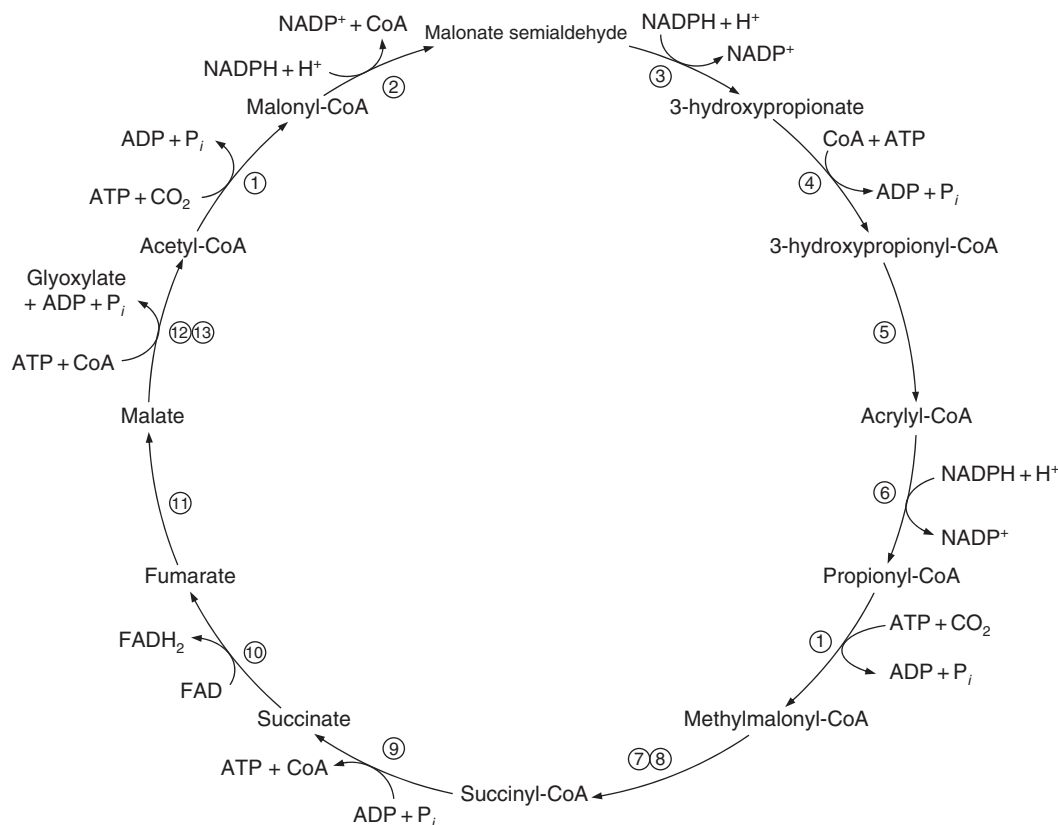 NADP⁺ + CoA
Malonate semialdehyde
NADPH + H⁺
NADP⁺
NADPH + H⁺
②
③
Malonyl-CoA
3-hydroxypropionate
ADP + Pᵢ
①
ATP + CO₂
CoA + ATP
④
ADP + Pᵢ
Acetyl-CoA
3-hydroxypropionyl-CoA
Glyoxylate
+ ADP + Pᵢ
⑫⑬
ATP + CoA
⑤
Malate
Acrylyl-CoA
⑪
⑥
NADPH + H⁺
NADP⁺
Fumarate
Propionyl-CoA
FADH₂
⑩
FAD
①
ATP + CO₂
ADP + Pᵢ
Succinate
Methylmalonyl-CoA
⑨
⑦⑧
ATP + CoA
ADP + Pᵢ
Succinyl-CoA